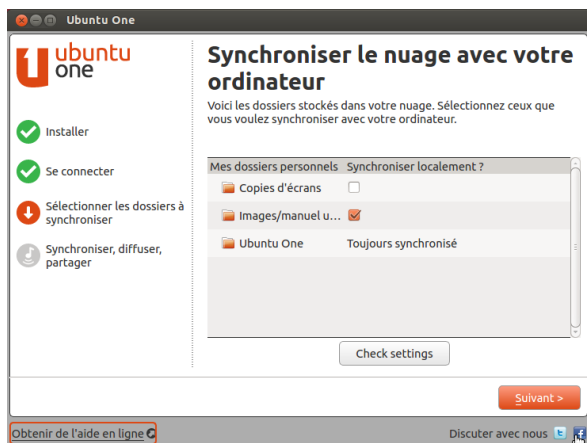 Ubuntu One
ubuntu
one
Installer
Se connecter
Sélectionner les dossiers à
synchroniser
Synchroniser, diffuser,
partager
Synchroniser le nuage avec votre
ordinateur
Voici les dossiers stockés dans votre nuage. Sélectionnez ceux que
vous voulez synchroniser avec votre ordinateur.
Mes dossiers personnels Synchroniser localement ?
Copies d'écrans
Images/manuel u...
Ubuntu One Toujours synchronisé
Check settings
Suivant >
Obtenir de l'aide en ligne Discuter avec nous